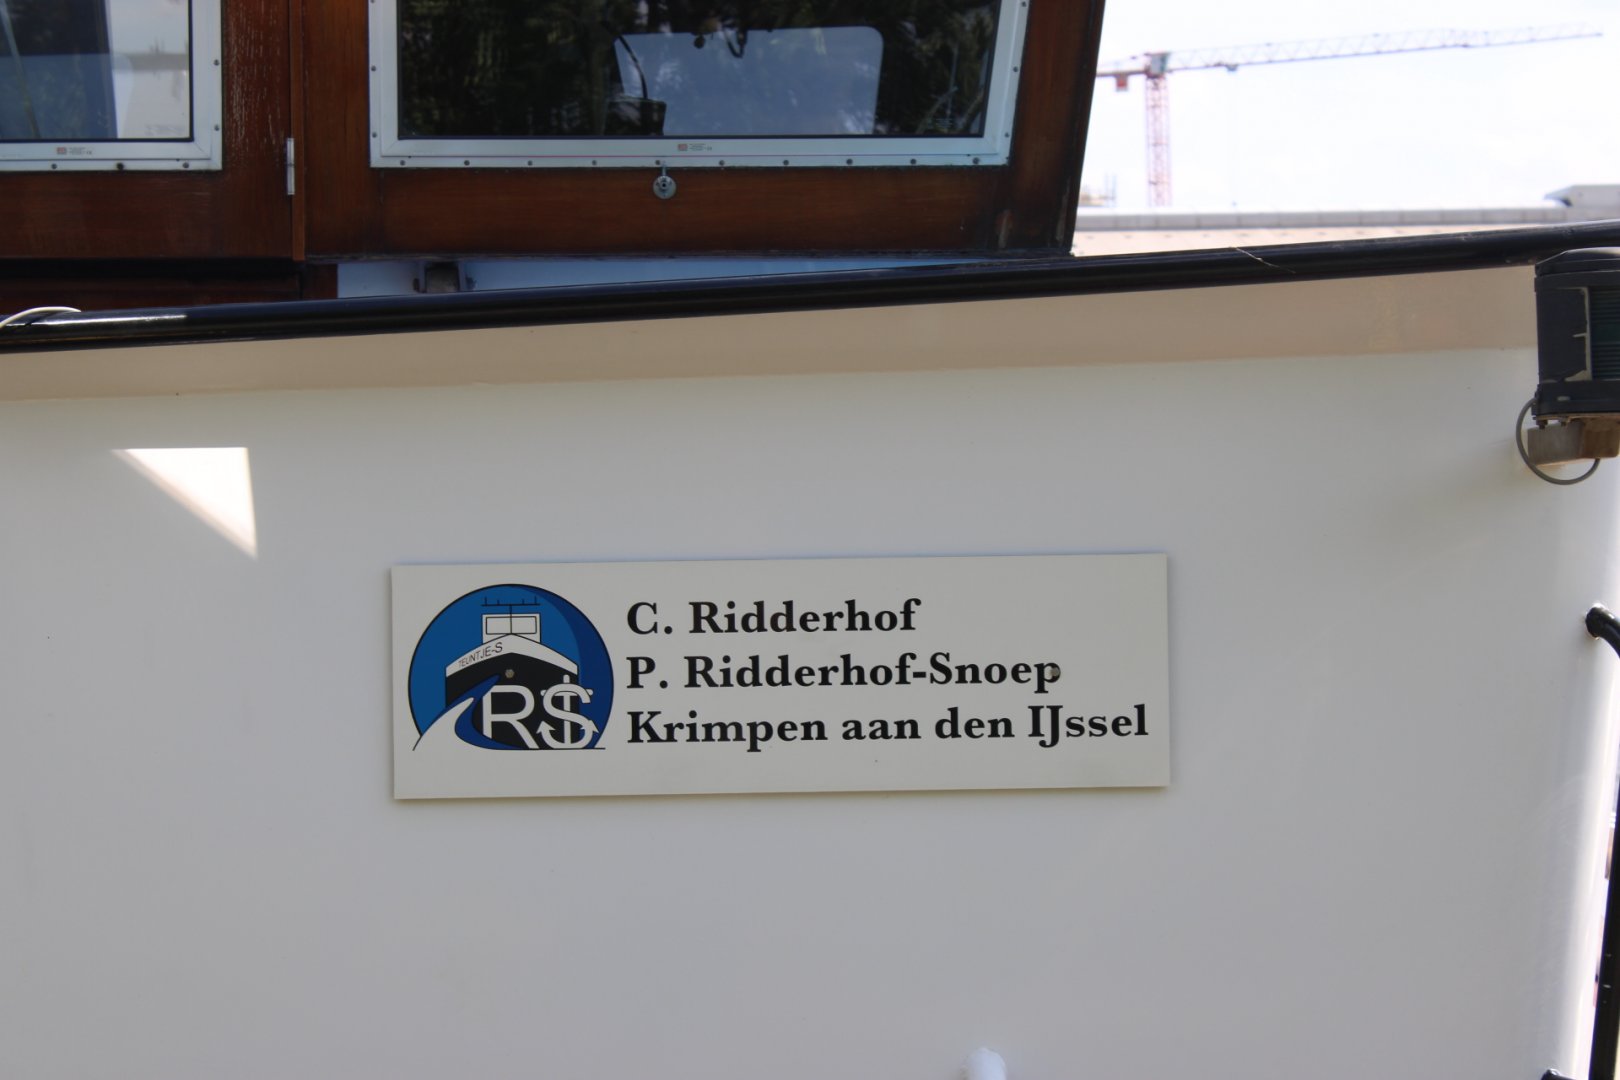 C. Ridderhof
P. Ridderhof-Snoep
Krimpen aan den IJssel
TEUNTJE-S
RS